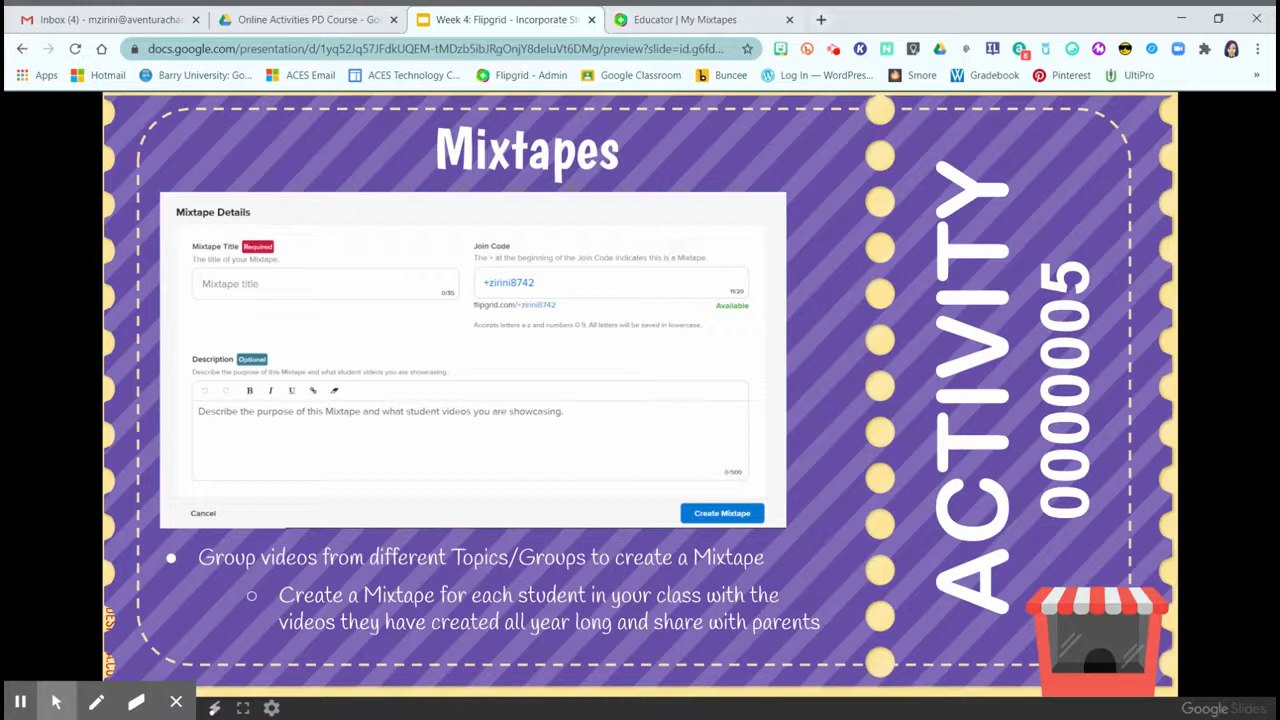 Inbox (4) - mzirini@aventurachar
Online Activities PD Course - Go
Week 4: Flipgrid - Incorporate St
Educator | My Mixtapes
docs.google.com/presentation/d/1yq52Jq57JFdkUQEM-tMDzb5ibJRgOnjY8deIuVt6DMg/preview?slide=id.g6fd...
Apps
Hotmail
Barry University: Go...
ACES Email
ACES Technology C...
Flipgrid - Admin
Google Classroom
Buncee
Log In — WordPres...
Smore
Gradebook
Pinterest
UltiPro
»
Mixtapes
Mixtape Details
Mixtape Title Required
The title of your Mixtape.
Mixtape title
0/35
Join Code
The + at the beginning of the Join Code indicates this is a Mixtape.
+zirini8742
11/20
flipgrid.com/+zirini8742
Available
Accepts letters a-z and numbers 0-9. All letters will be saved in lowercase.
Description Optional
Describe the purpose of this Mixtape and what student videos you are showcasing.
B I U
Describe the purpose of this Mixtape and what student videos you are showcasing.
0/500
Cancel
Create Mixtape
● Group videos from different Topics/Groups to create a Mixtape
○ Create a Mixtape for each student in your class with the
videos they have created all year long and share with parents
ACTIVITY
0000005
Google Slides